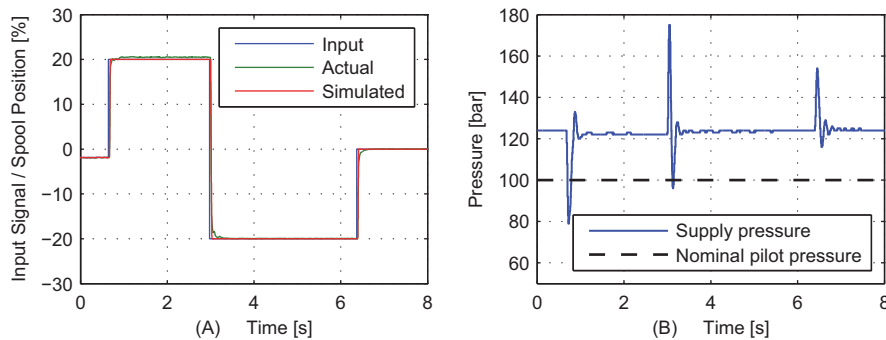 Input Signal / Spool Position [%]
30
20
10
0
−10
−20
−30
Input
Actual
Simulated
0
2
4
6
8
(A)
Time [s]
Pressure [bar]
180
160
140
120
100
80
60
Supply pressure
Nominal pilot pressure
0
2
4
6
8
(B)
Time [s]